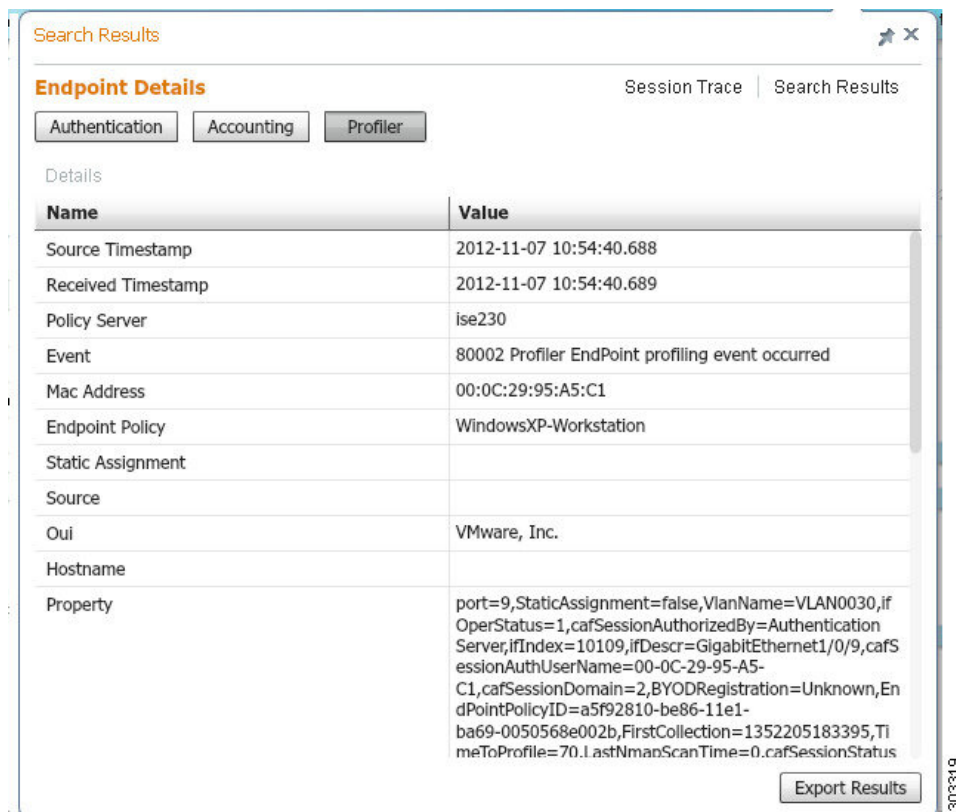 Search Results
Endpoint Details
Session Trace | Search Results
Authentication Accounting Profiler
Details
Name Value
Source Timestamp 2012-11-07 10:54:40.688
Received Timestamp 2012-11-07 10:54:40.689
Policy Server ise230
Event 80002 Profiler EndPoint profiling event occurred
Mac Address 00:0C:29:95:A5:C1
Endpoint Policy WindowsXP-Workstation
Static Assignment
Source
Oui VMware, Inc.
Hostname
Property port=9,StaticAssignment=false,VlanName=VLAN0030,if
OperStatus=1,cafSessionAuthorizedBy=Authentication
Server,ifIndex=10109,ifDescr=GigabitEthernet1/0/9,cafS
essionAuthUserName=00-0C-29-95-A5-
C1,cafSessionDomain=2,BYODRegistration=Unknown,En
dPointPolicyID=a5f92810-be86-11e1-
ba69-0050568e002b,FirstCollection=1352205183395,Ti
meToProfile=70,LastNmapScanTime=0,cafSessionStatus
Export Results
303319